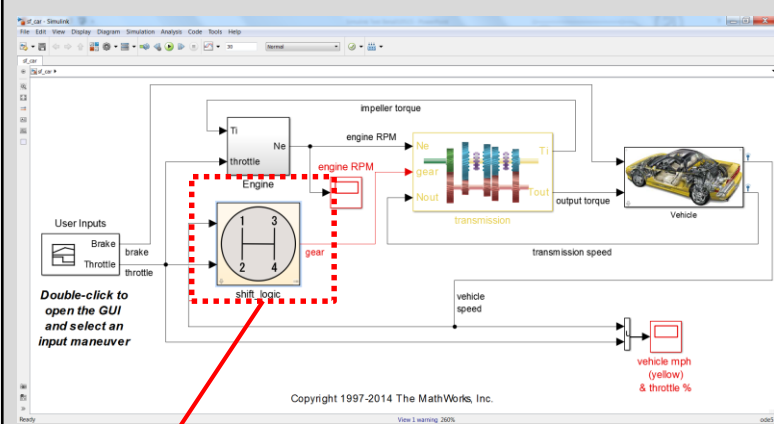 sf_car - Simulink
File Edit View Display Diagram Simulation Analysis Code Tools Help
30
Normal
sf_car
sf_car
impeller torque
Ti
throttle
Ne
Engine
engine RPM
engine RPM
Ne
gear
Nout
Ti
Tout
transmission
output torque
Vehicle
User Inputs
Brake
Throttle
brake
throttle
1 3
2 4
shift_logic
gear
transmission speed
Double-click to
open the GUI
and select an
input maneuver
vehicle
speed
vehicle mph
(yellow)
& throttle %
Copyright 1997-2014 The MathWorks, Inc.
Ready
View 1 warning
260%